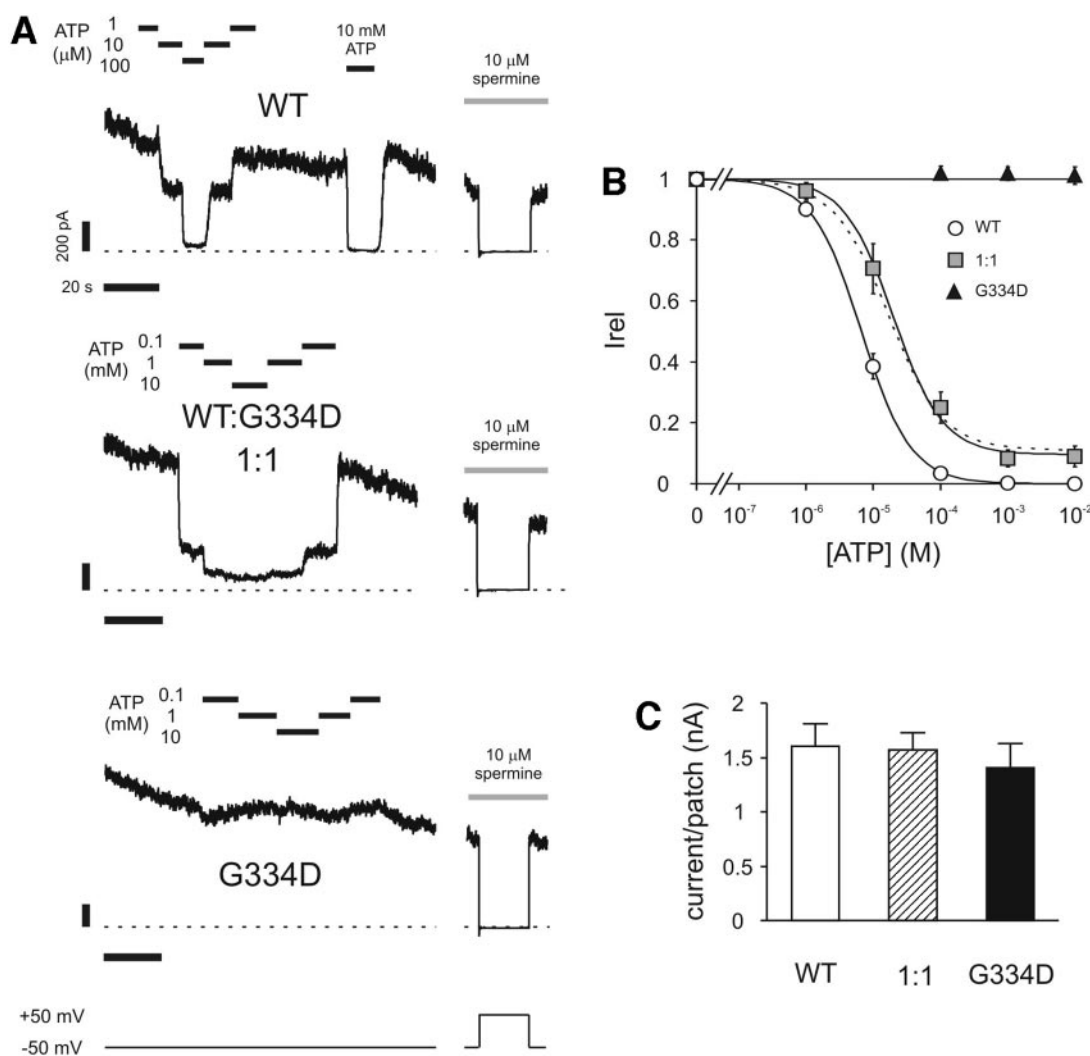 A
ATP
(μM)
1
10
100
10 mM
ATP
10 μM
spermine
WT
200 pA
20 s
ATP
(mM)
0.1
1
10
WT:G334D
1:1
10 μM
spermine
ATP
(mM)
0.1
1
10
10 μM
spermine
G334D
+50 mV
-50 mV
B
1
0.8
0.6
0.4
0.2
0
Irel
WT
1:1
G334D
0 10⁻⁷ 10⁻⁶ 10⁻⁵ 10⁻⁴ 10⁻³ 10⁻²
[ATP] (M)
C
2
1.5
1
0.5
0
current/patch (nA)
WT 1:1 G334D